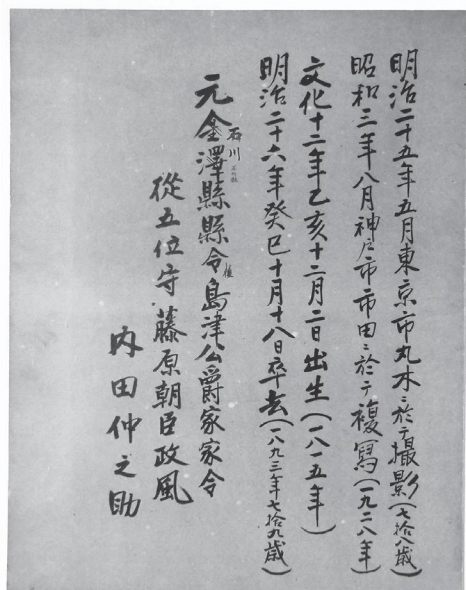 明治二十五年五月東京市丸木ニ於テ撮影(七拾八歳)
昭和三年八月神戸市市田ニ於テ複寫(一九二八年)
文化十二年乙亥十二月二日出生(一八一五年)
明治二十六年癸巳十月十八日卒去(一八九三年七拾九歳)
元金澤縣縣令島津公爵家家令
石川
後
從五位守藤原朝臣政風
内田仲之助